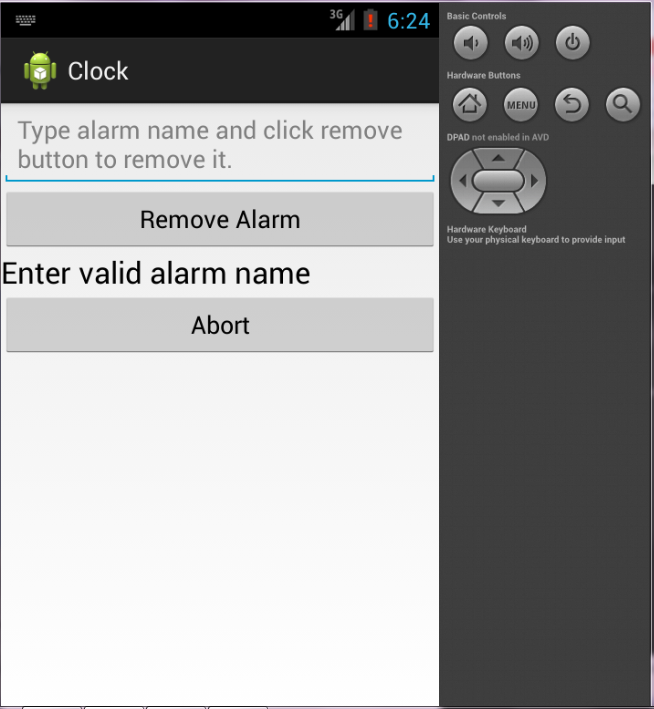 3G
6:24
Clock
Type alarm name and click remove
button to remove it.
Remove Alarm
Enter valid alarm name
Abort
Basic Controls
Hardware Buttons
MENU
DPAD not enabled in AVD
Hardware Keyboard
Use your physical keyboard to provide input